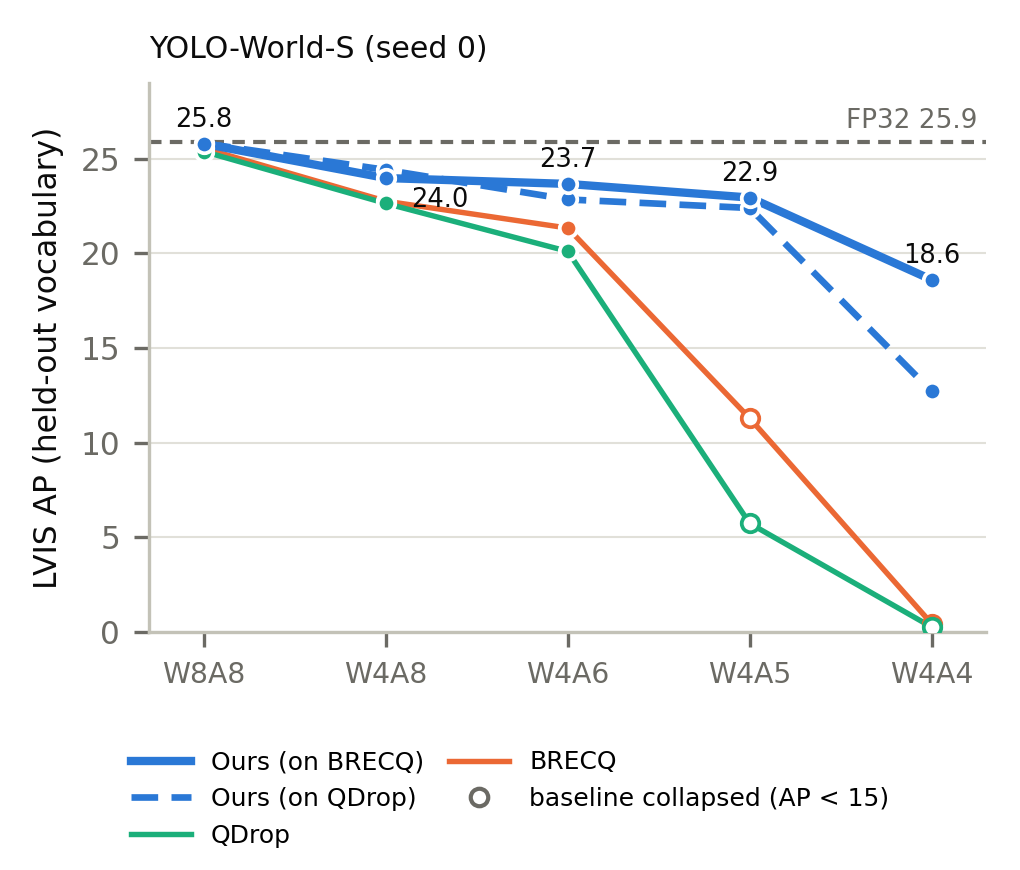 YOLO-World-S (seed 0)
LVIS AP (held-out vocabulary)
25
20
15
10
5
0
FP32 25.9
25.8
24.0
23.7
22.9
18.6
W8A8 W4A8 W4A6 W4A5 W4A4
Ours (on BRECQ) BRECQ
Ours (on QDrop) baseline collapsed (AP < 15)
QDrop